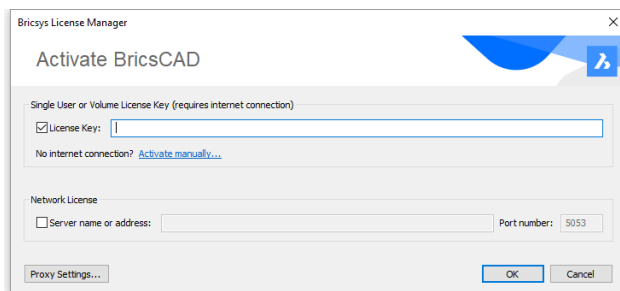 Bricsys License Manager
Activate BricsCAD
Single User or Volume License Key (requires internet connection)
License Key:
No internet connection? Activate manually...
Network License
Server name or address: Port number: 5053
Proxy Settings... OK Cancel